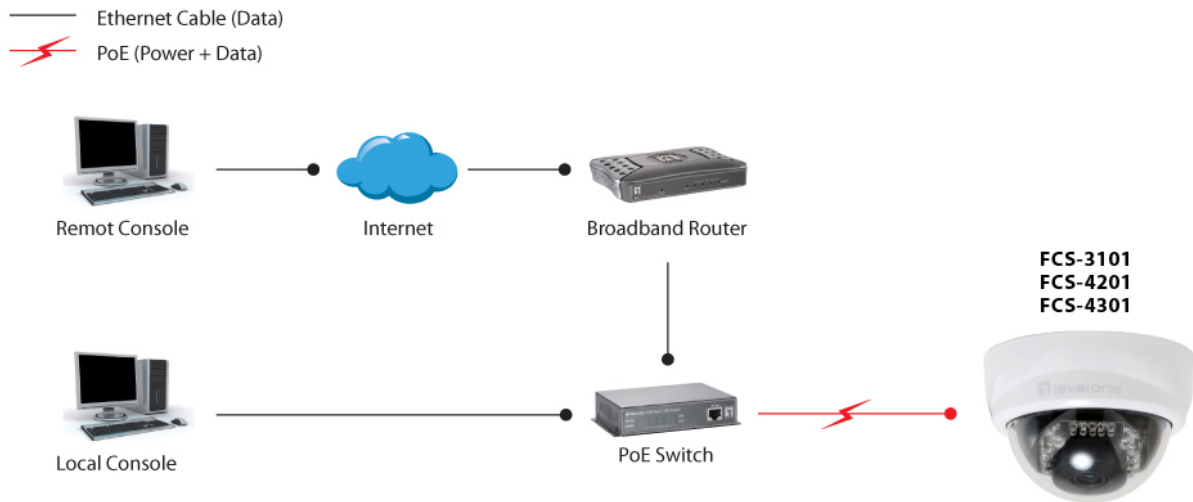 Ethernet Cable (Data)
PoE (Power + Data)
Remot Console
Internet
Broadband Router
FCS-3101
FCS-4201
FCS-4301
levelone
Local Console
PoE Switch